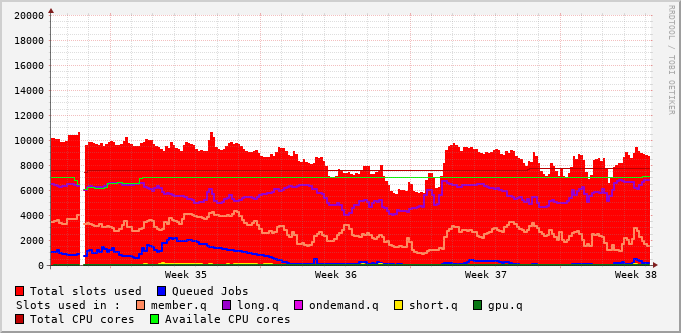 20000
18000
16000
14000
12000
10000
8000
6000
4000
2000
0
Week 35 Week 36 Week 37 Week 38
RRDTOOL / TOBI OETIKER
Total slots used Queued Jobs
Slots used in : member.q long.q ondemand.q short.q gpu.q
Total CPU cores Availale CPU cores